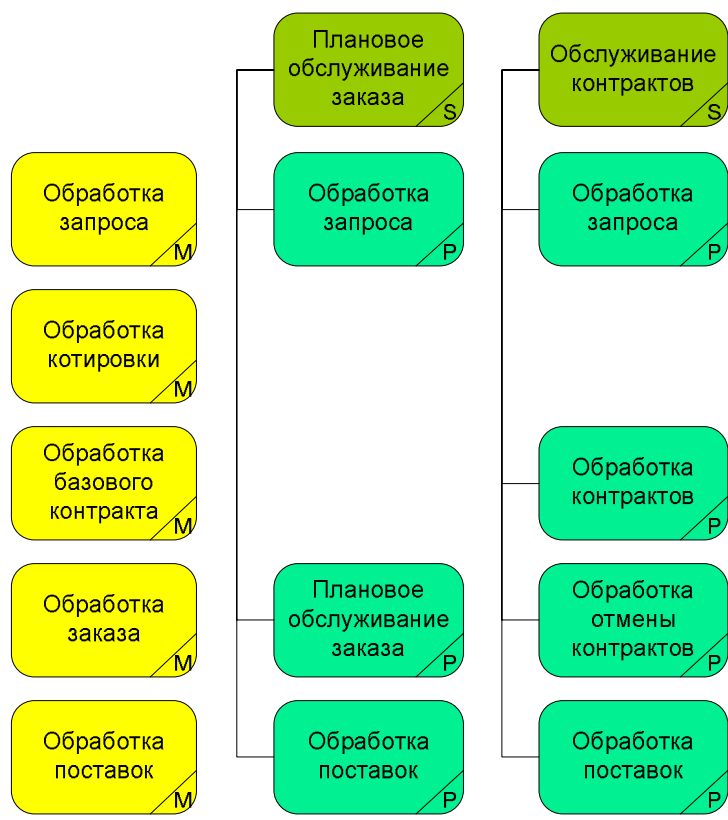 Плановое
обслуживание
заказа
S
Обслуживание
контрактов
S
Обработка
запроса
M
Обработка
запроса
P
Обработка
запроса
P
Обработка
котировки
M
Обработка
базового
контракта
M
Обработка
контрактов
P
Обработка
заказа
M
Плановое
обслуживание
заказа
P
Обработка
отмены
контрактов
P
Обработка
поставок
M
Обработка
поставок
P
Обработка
поставок
P